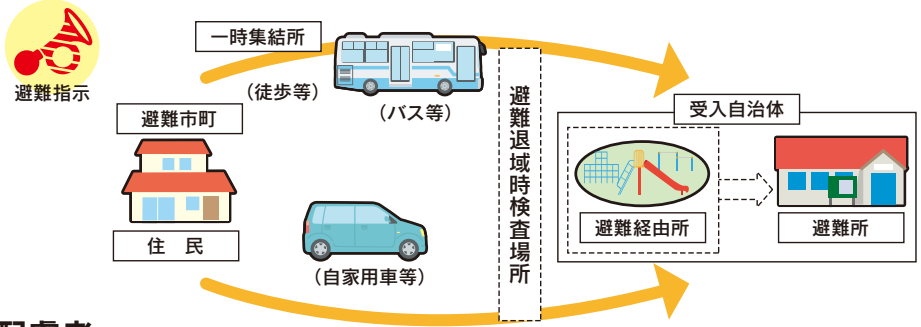 避難指示
一時集結所
(徒歩等)
(バス等)
避難市町
住 民
(自家用車等)
避難退域時検査場所
受入自治体
避難経由所
避難所